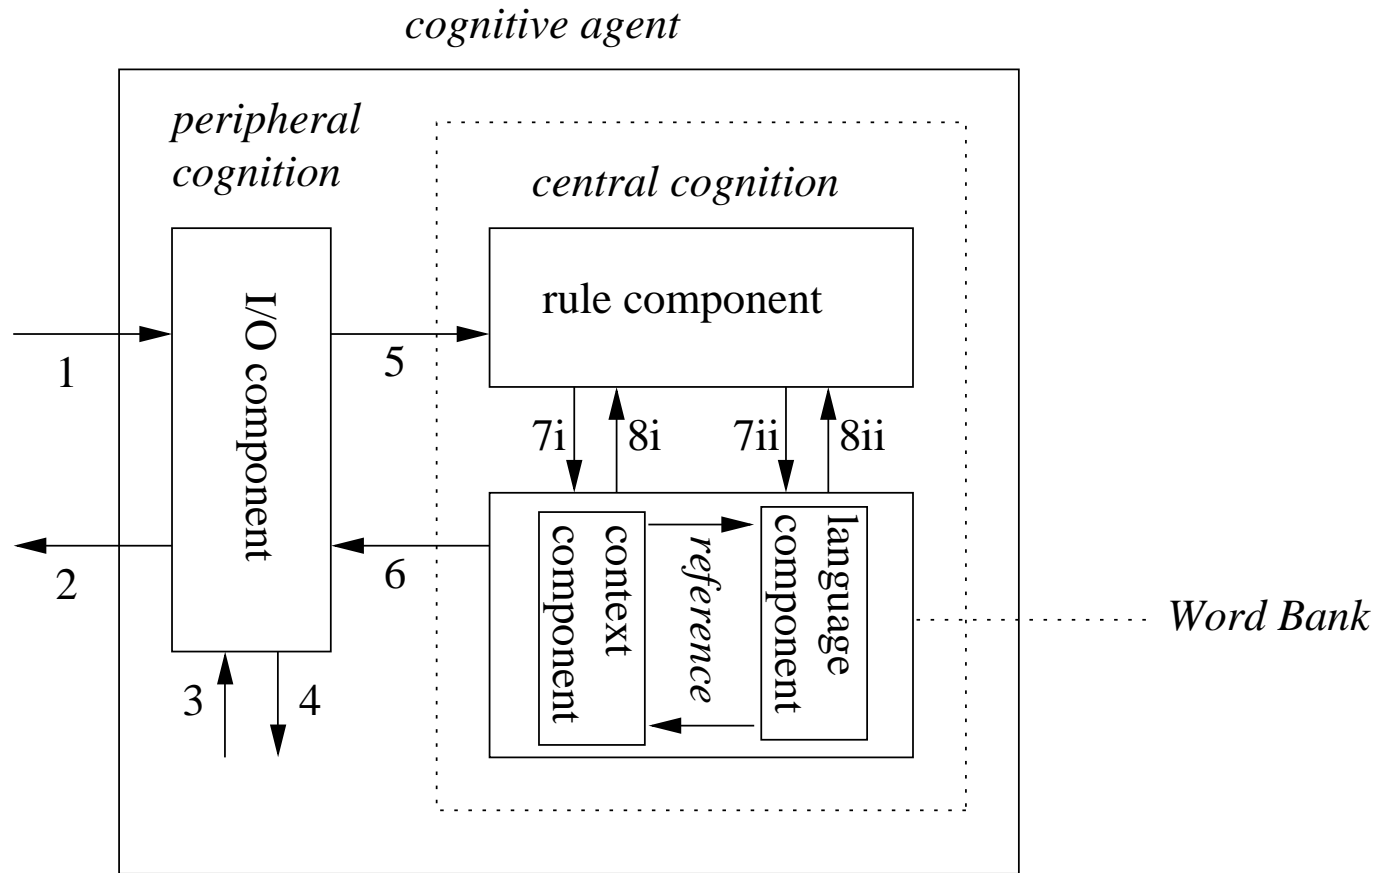 cognitive agent
peripheral
cognition
central cognition
I/O component
rule component
1
5
7i
8i
7ii
8ii
2
6
context
component
reference
language
component
Word Bank
3
4